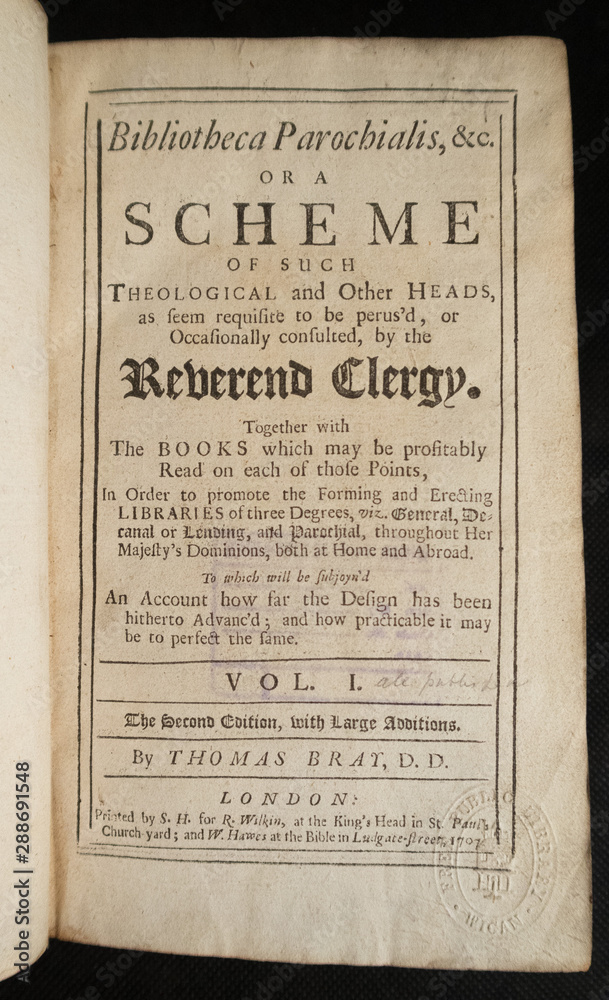 Bibliotheca Parochialis, &c.
OR A
SCHEME
OF SUCH
THEOLOGICAL and Other HEADS,
as ſeem requiſite to be perus'd, or
Occaſionally conſulted, by the
Reverend Clergy.
Together with
The BOOKS which may be profitably
Read on each of thoſe Points,
In Order to promote the Forming and Erecting
LIBRARIES of three Degrees, viz. General, De-
canal or Lending, and Parochial, throughout Her
Majeſty's Dominions, both at Home and Abroad.
To which will be ſubjoyn'd
An Account how far the Deſign has been
hitherto Advanc'd; and how practicable it may
be to perfect the ſame.
VOL. I.
The Second Edition, with Large Additions.
By THOMAS BRAY, D. D.
LONDON:
Printed by S. H. for R. Wilkin, at the King's Head in St. Paul's
Church-yard; and W. Hawes at the Bible in Ludgate-ſtreet, 1707
FREE PUBLIC LIBRARY
WIGAN
Adobe Stock | #288691548
Adobe Stock